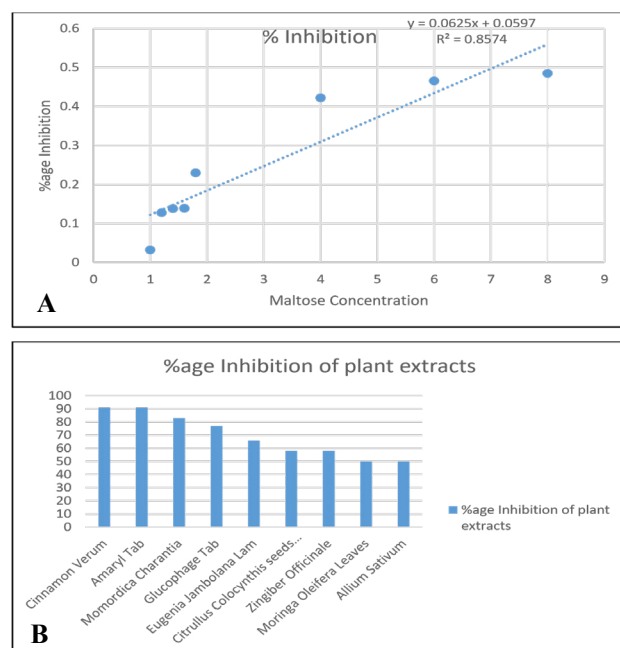 % Inhibition
y = 0.0625x + 0.0597
R² = 0.8574
%age Inhibition
0.6
0.5
0.4
0.3
0.2
0.1
0
0 1 2 3 4 5 6 7 8 9
Maltose Concentration
A
%age Inhibition of plant extracts
100
90
80
70
60
50
40
30
20
10
0
Cinnamon Verum
Amaryl Tab
Momordica Charantia
Glucophage Tab
Eugenia Jambolana Lam
Citrullus Colocynthis seeds...
Zingiber Officinale
Moringa Oleifera Leaves
Allium Sativum
%age Inhibition of plant
extracts
B